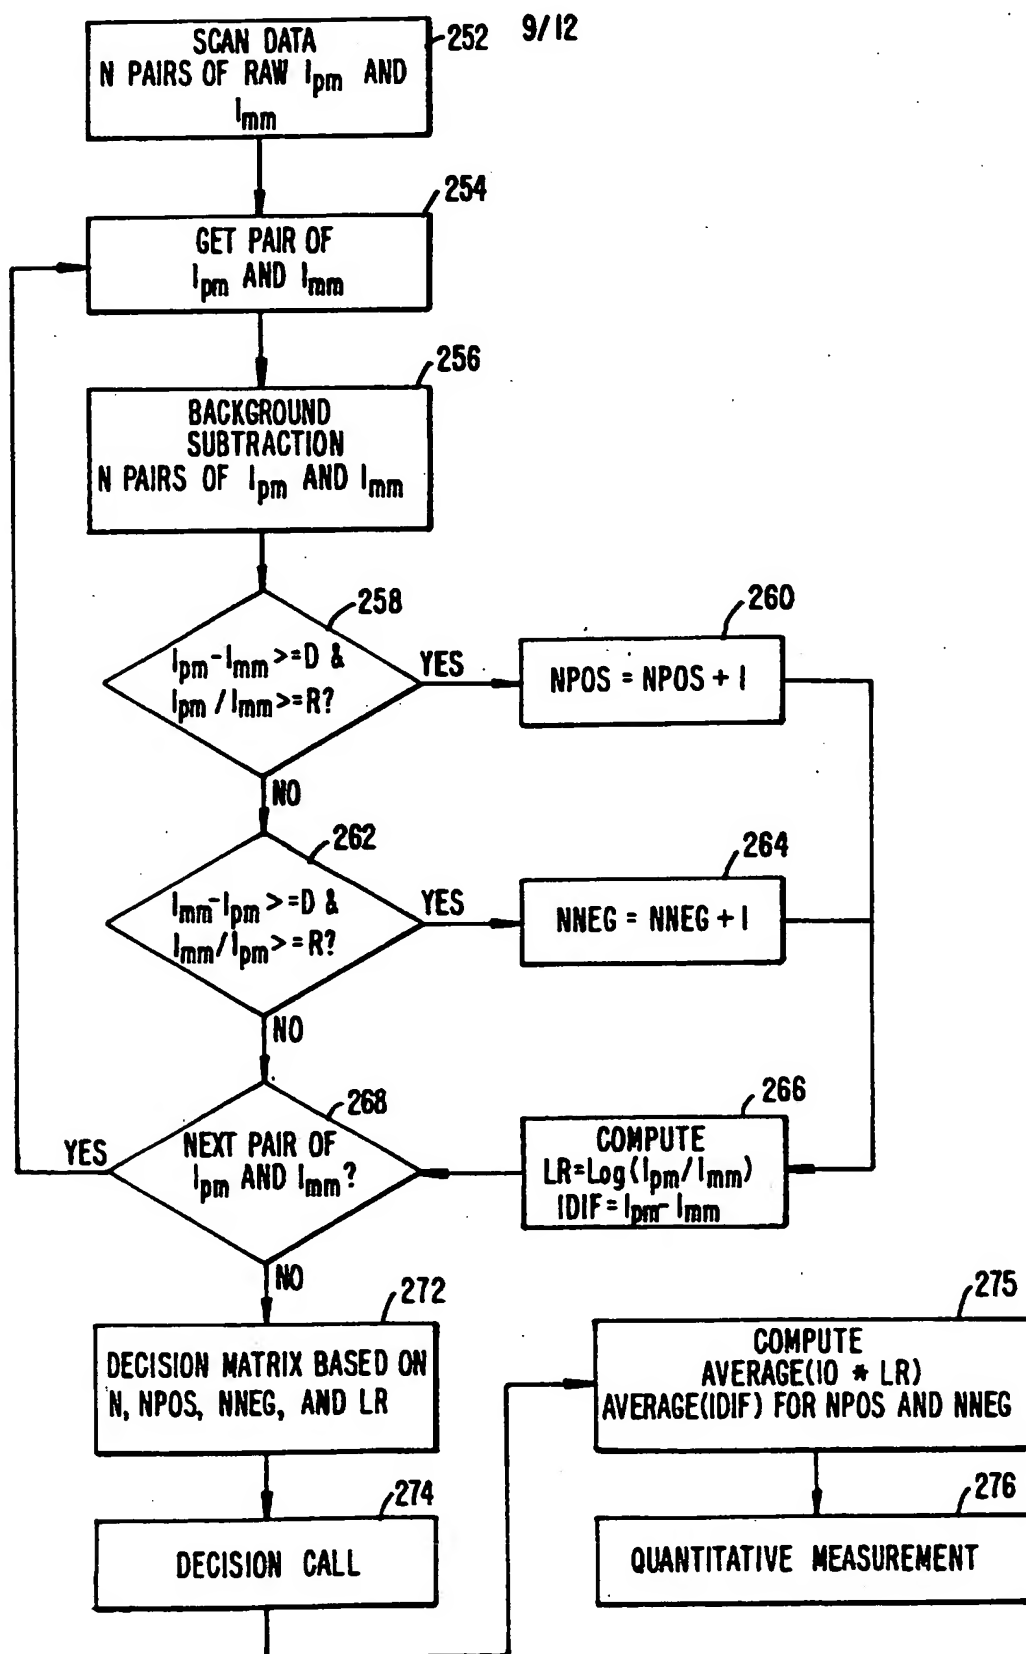 9/12
252
SCAN DATA
N PAIRS OF RAW Ipm AND
Imm
254
GET PAIR OF
Ipm AND Imm
256
BACKGROUND
SUBTRACTION
N PAIRS OF Ipm AND Imm
258
Ipm-Imm>=D &
Ipm/Imm>=R?
YES
260
NPOS = NPOS + 1
NO
262
Imm-Ipm>=D &
Imm/Ipm>=R?
YES
264
NNEG = NNEG + 1
NO
268
YES
NEXT PAIR OF
Ipm AND Imm?
266
COMPUTE
LR=Log(Ipm/Imm)
IDIF=Ipm-Imm
NO
272
DECISION MATRIX BASED ON
N, NPOS, NNEG, AND LR
275
COMPUTE
AVERAGE(10 * LR)
AVERAGE(IDIF) FOR NPOS AND NNEG
274
DECISION CALL
276
QUANTITATIVE MEASUREMENT